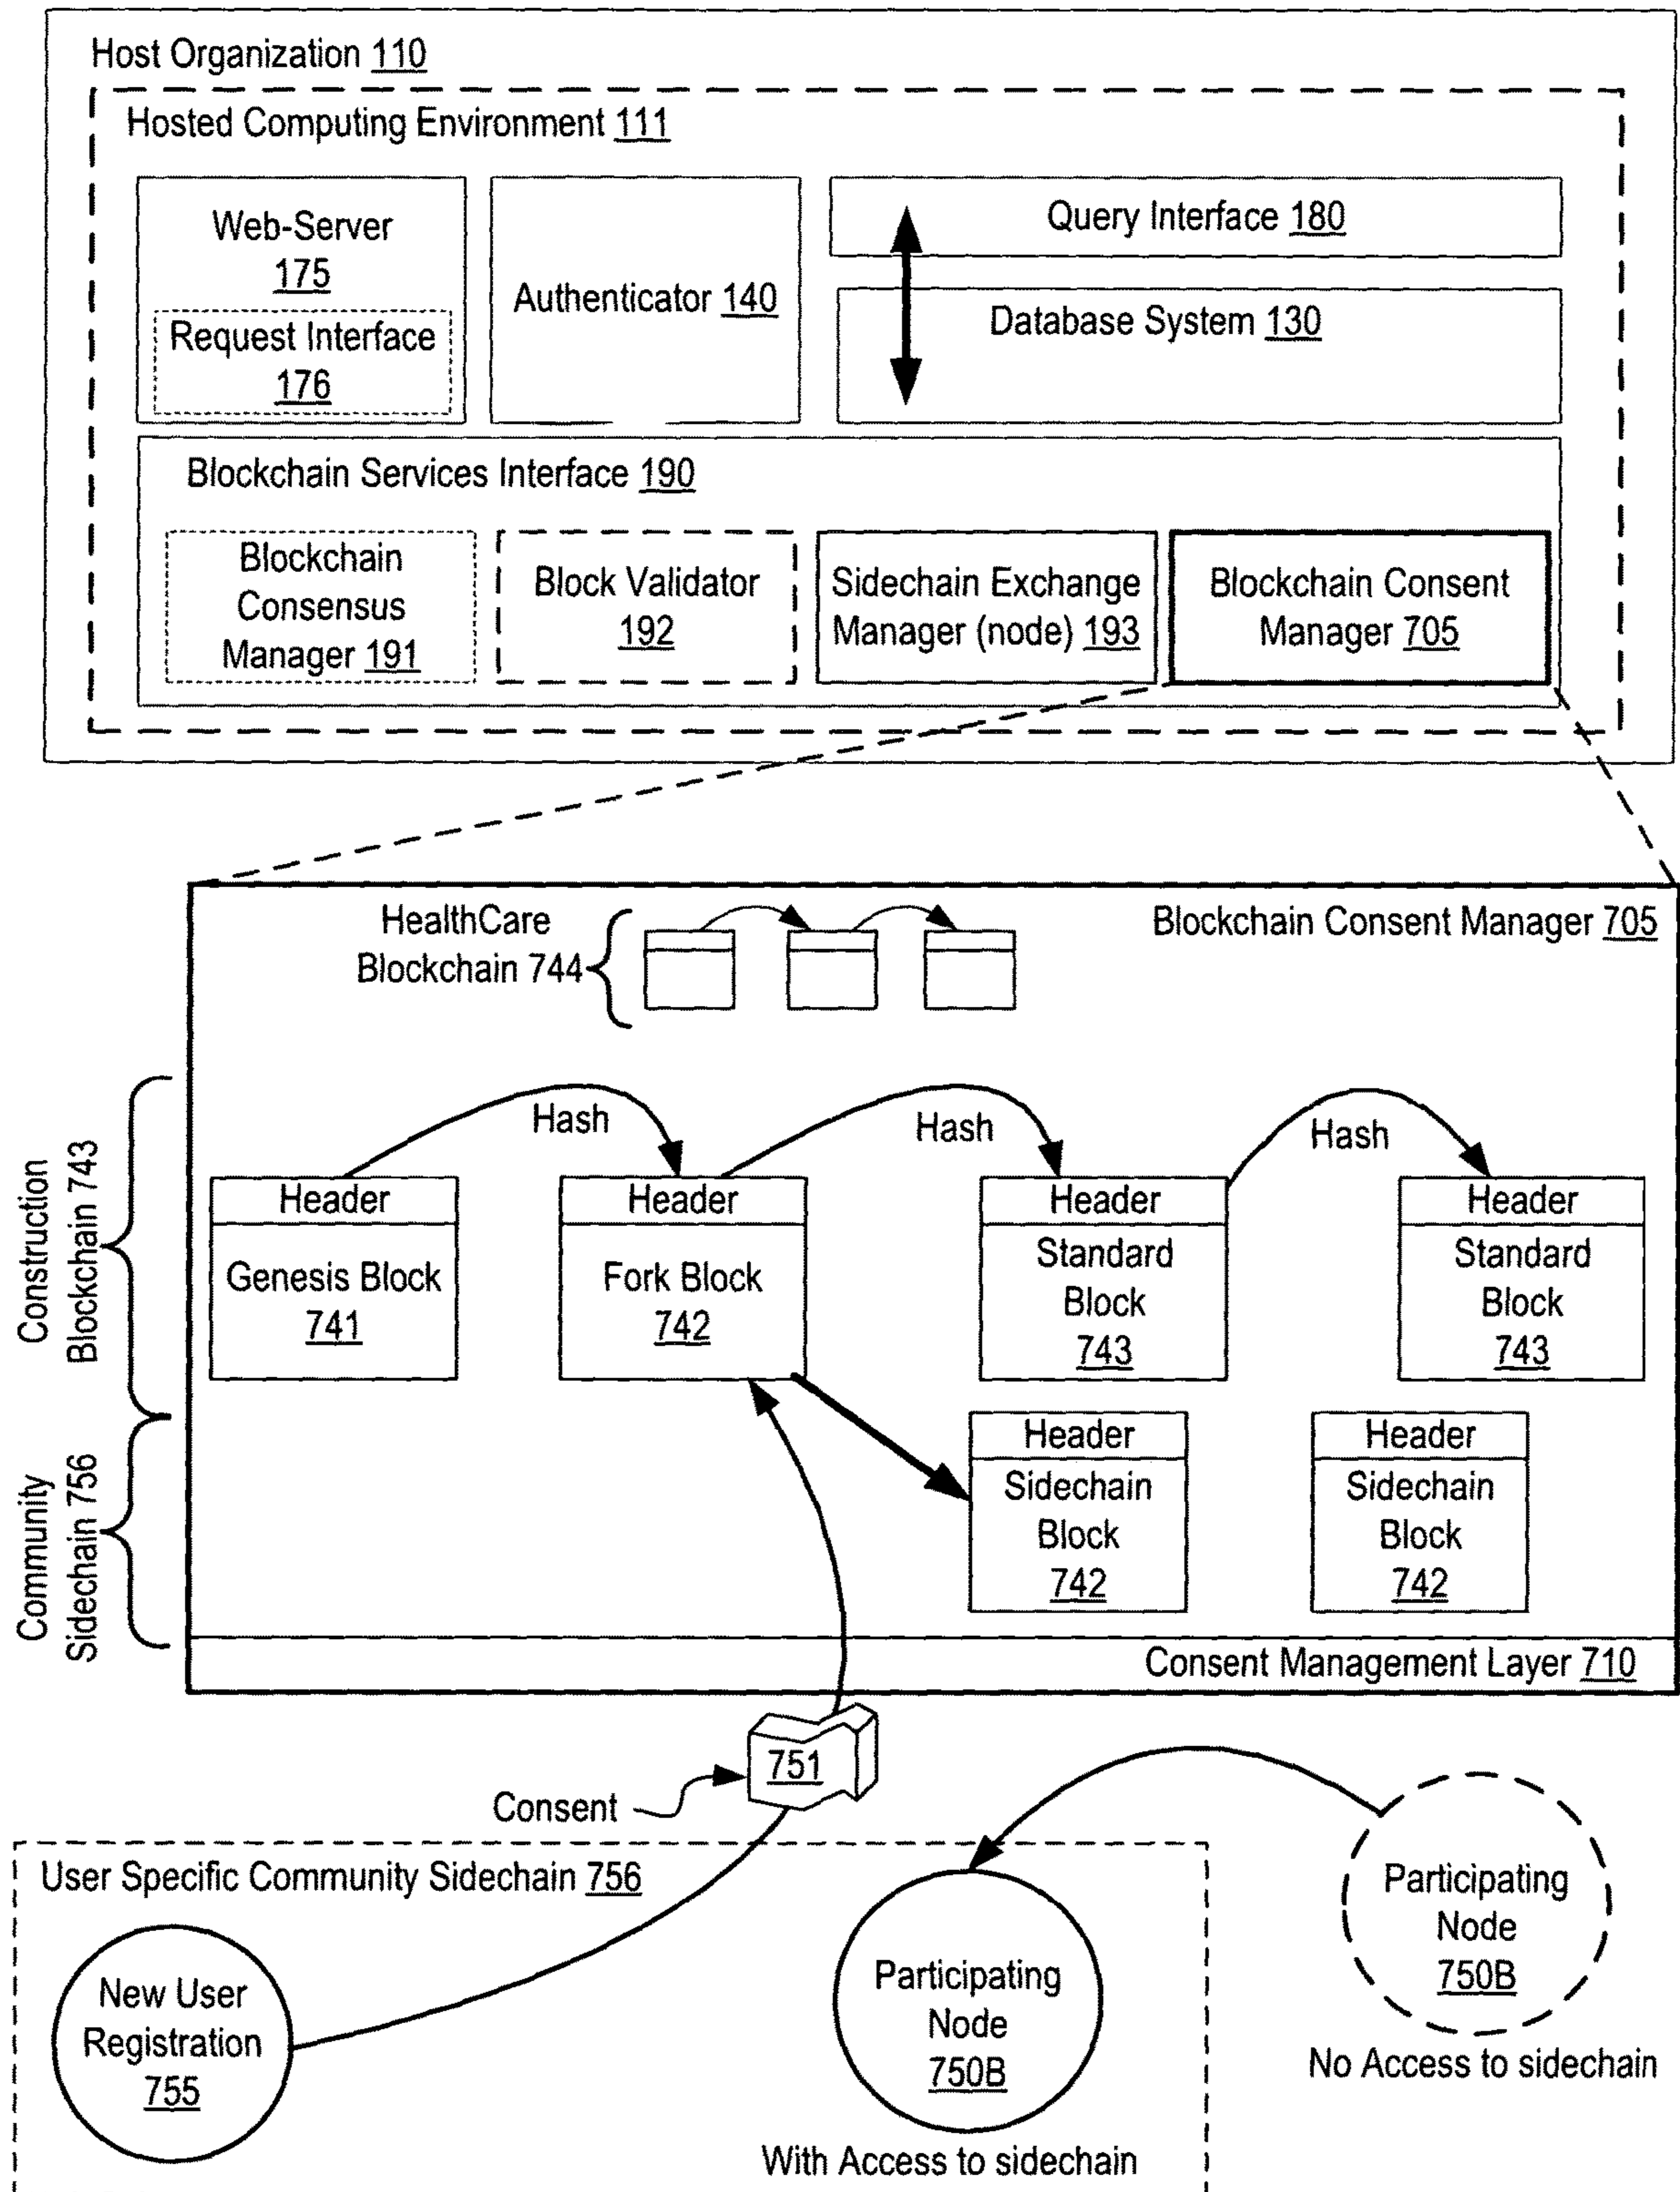 Host Organization 110
Hosted Computing Environment 111
Web-Server
175
Request Interface
176
Authenticator 140
Query Interface 180
Database System 130
Blockchain Services Interface 190
Blockchain
Consensus
Manager 191
Block Validator
192
Sidechain Exchange
Manager (node) 193
Blockchain Consent
Manager 705
HealthCare
Blockchain 744
Blockchain Consent Manager 705
Construction
Blockchain 743
Hash
Hash
Hash
Header
Genesis Block
741
Header
Fork Block
742
Header
Standard
Block
743
Header
Standard
Block
743
Community
Sidechain 756
Header
Sidechain
Block
742
Header
Sidechain
Block
742
Consent Management Layer 710
751
Consent
User Specific Community Sidechain 756
New User
Registration
755
Participating
Node
750B
With Access to sidechain
Participating
Node
750B
No Access to sidechain